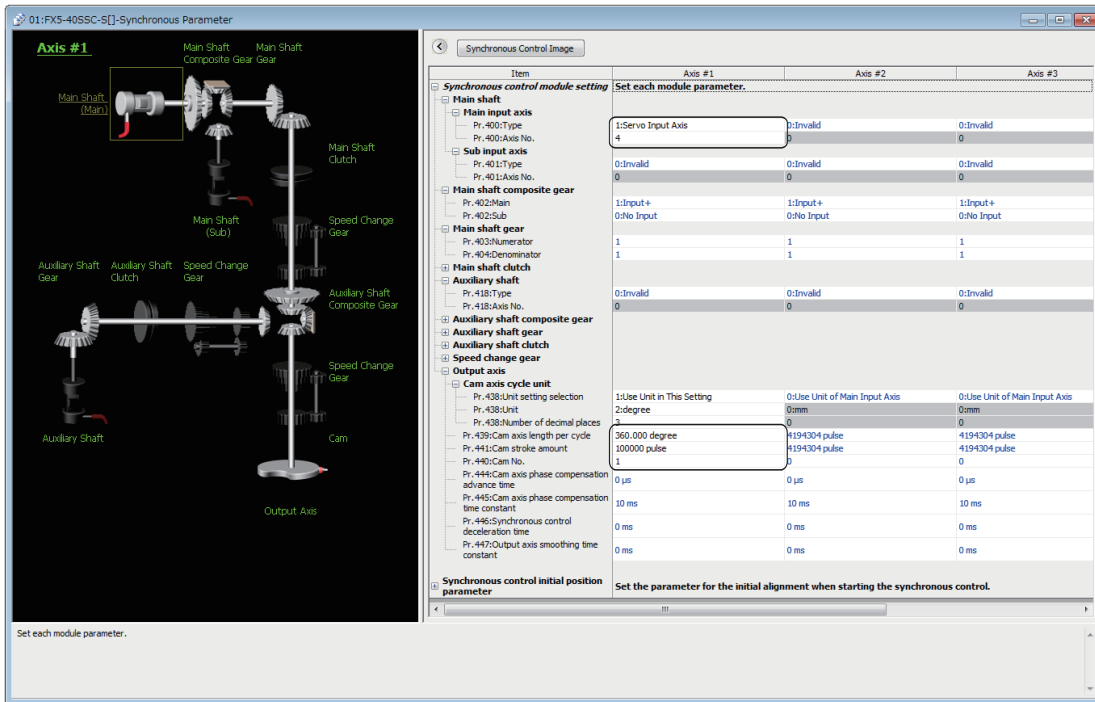 01:FX5-40SSC-S[]-Synchronous Parameter
Axis #1
Main Shaft
Composite Gear
Main Shaft
Gear
Main Shaft
(Main)
Main Shaft
Clutch
Main Shaft
(Sub)
Speed Change
Gear
Auxiliary Shaft
Gear
Auxiliary Shaft
Clutch
Speed Change
Gear
Auxiliary Shaft
Composite Gear
Speed Change
Gear
Auxiliary Shaft
Cam
Output Axis
Synchronous Control Image
Item Axis #1 Axis #2 Axis #3
Synchronous control module setting Set each module parameter.
Main shaft
Main input axis
Pr.400:Type 1:Servo Input Axis 0:Invalid 0:Invalid
Pr.400:Axis No. 4 0 0
Sub input axis
Pr.401:Type 0:Invalid 0:Invalid 0:Invalid
Pr.401:Axis No. 0 0 0
Main shaft composite gear
Pr.402:Main 1:Input+ 1:Input+ 1:Input+
Pr.402:Sub 0:No Input 0:No Input 0:No Input
Main shaft gear
Pr.403:Numerator 1 1 1
Pr.404:Denominator 1 1 1
Main shaft clutch
Auxiliary shaft
Pr.418:Type 0:Invalid 0:Invalid 0:Invalid
Pr.418:Axis No. 0 0 0
Auxiliary shaft composite gear
Auxiliary shaft gear
Auxiliary shaft clutch
Speed change gear
Output axis
Cam axis cycle unit
Pr.438:Unit setting selection 1:Use Unit in This Setting 0:Use Unit of Main Input Axis 0:Use Unit of Main Input Axis
Pr.438:Unit 2:degree 0:mm 0:mm
Pr.438:Number of decimal places 3 0 0
Pr.439:Cam axis length per cycle 360.000 degree 4194304 pulse 4194304 pulse
Pr.441:Cam stroke amount 100000 pulse 4194304 pulse 4194304 pulse
Pr.440:Cam No. 1 0 0
Pr.444:Cam axis phase compensation
advance time 0 µs 0 µs 0 µs
Pr.445:Cam axis phase compensation
time constant 10 ms 10 ms 10 ms
Pr.446:Synchronous control
deceleration time 0 ms 0 ms 0 ms
Pr.447:Output axis smoothing time
constant 0 ms 0 ms 0 ms
Synchronous control initial position
parameter Set the parameter for the initial alignment when starting the synchronous control.
Set each module parameter.